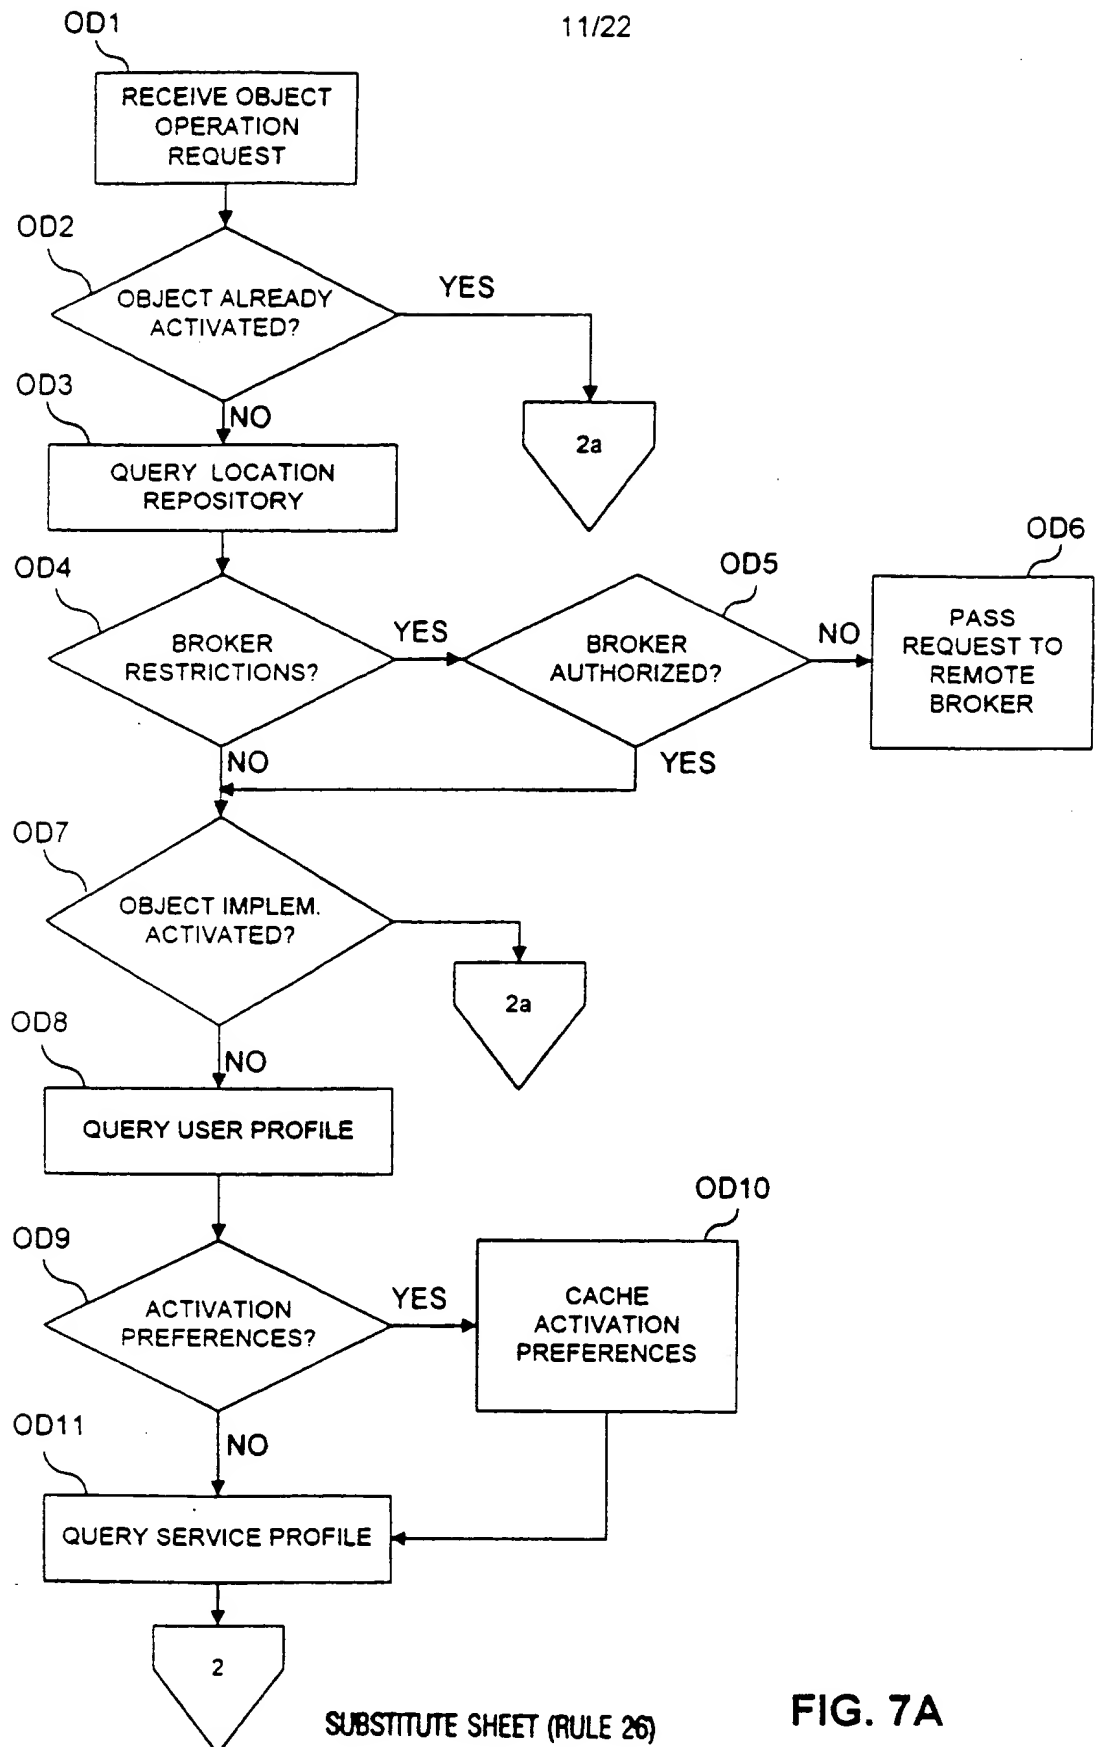 OD1
11/22
RECEIVE OBJECT
OPERATION
REQUEST
OD2
OBJECT ALREADY
ACTIVATED?
YES
2a
NO
OD3
QUERY LOCATION
REPOSITORY
OD4
BROKER
RESTRICTIONS?
YES
OD5
BROKER
AUTHORIZED?
NO
OD6
PASS
REQUEST TO
REMOTE
BROKER
NO
YES
OD7
OBJECT IMPLEM.
ACTIVATED?
2a
NO
OD8
QUERY USER PROFILE
OD9
ACTIVATION
PREFERENCES?
YES
OD10
CACHE
ACTIVATION
PREFERENCES
NO
OD11
QUERY SERVICE PROFILE
2
SUBSTITUTE SHEET (RULE 26)
FIG. 7A